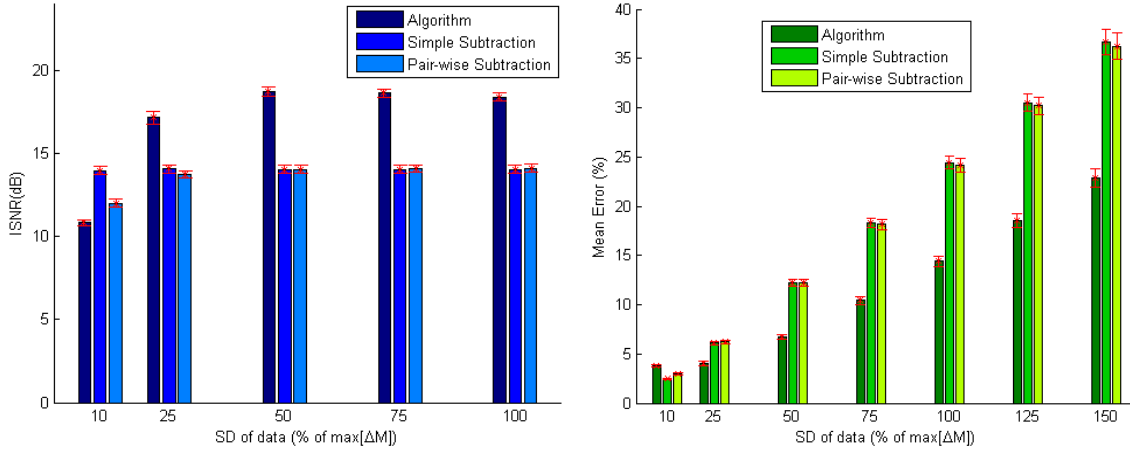 Algorithm
Simple Subtraction
Pair-wise Subtraction
20
15
10
5
0
ISNR(dB)
10 25 50 75 100
SD of data (% of max[ΔM])
Algorithm
Simple Subtraction
Pair-wise Subtraction
40
35
30
25
20
15
10
5
0
Mean Error (%)
10 25 50 75 100 125 150
SD of data (% of max[ΔM])